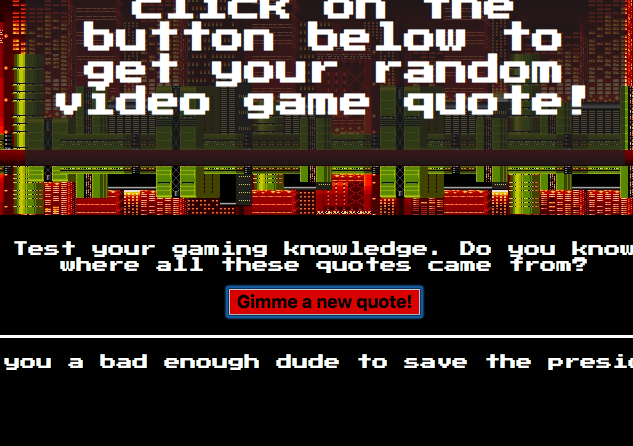 click on the
button below to
get your random
video game quote!
Test your gaming knowledge. Do you know
where all these quotes came from?
Gimme a new quote!
you a bad enough dude to save the presid